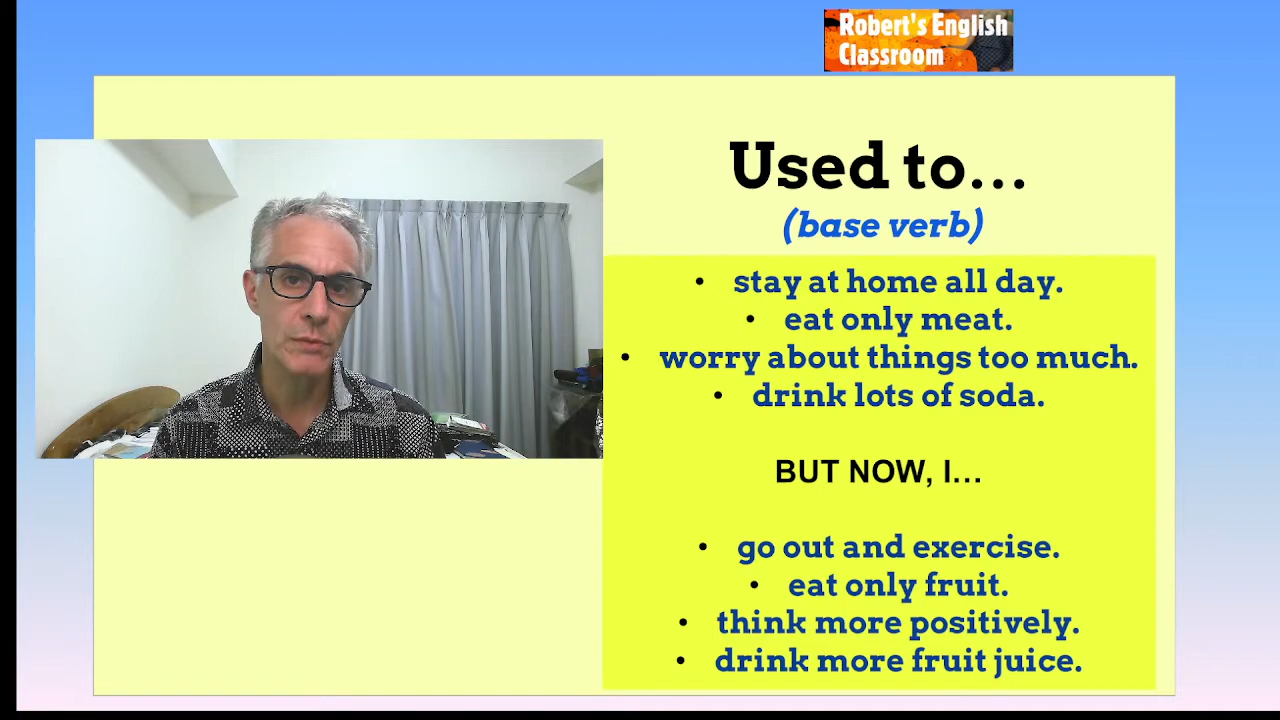 Robert's English
Classroom
Used to...
(base verb)
• stay at home all day.
• eat only meat.
• worry about things too much.
• drink lots of soda.
BUT NOW, I...
• go out and exercise.
• eat only fruit.
• think more positively.
• drink more fruit juice.